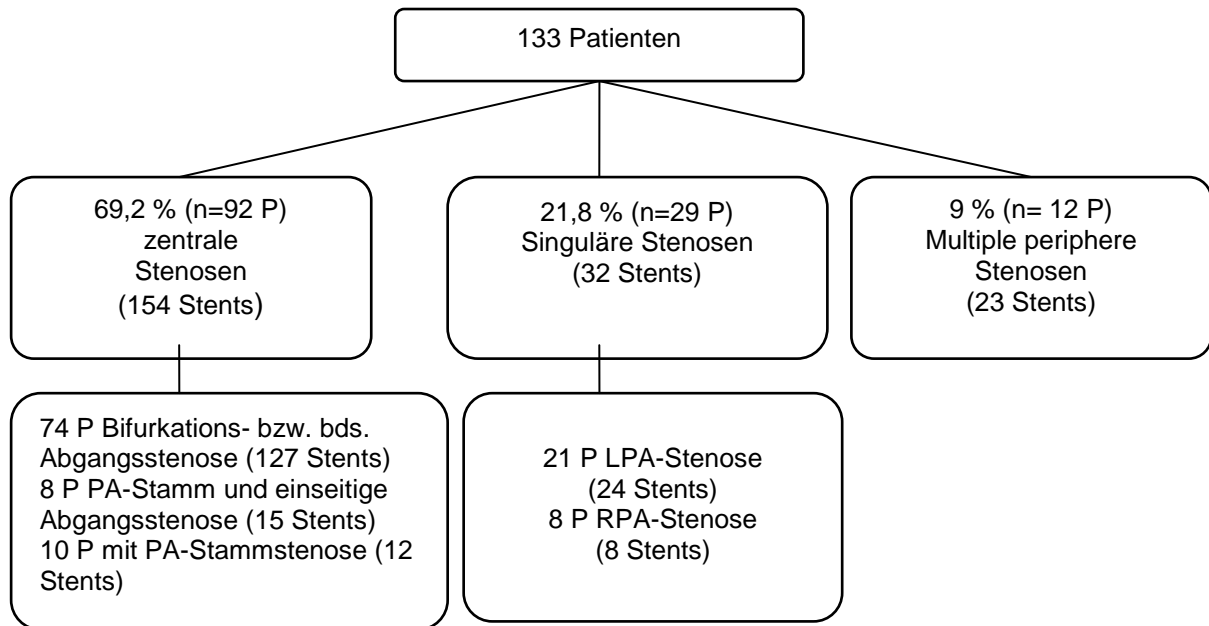 133 Patienten
69,2 % (n=92 P)
zentrale
Stenosen
(154 Stents)
21,8 % (n=29 P)
Singuläre Stenosen
(32 Stents)
9 % (n= 12 P)
Multiple periphere
Stenosen
(23 Stents)
74 P Bifurkations- bzw. bds.
Abgangsstenose (127 Stents)
8 P PA-Stamm und einseitige
Abgangsstenose (15 Stents)
10 P mit PA-Stammstenose (12
Stents)
21 P LPA-Stenose
(24 Stents)
8 P RPA-Stenose
(8 Stents)